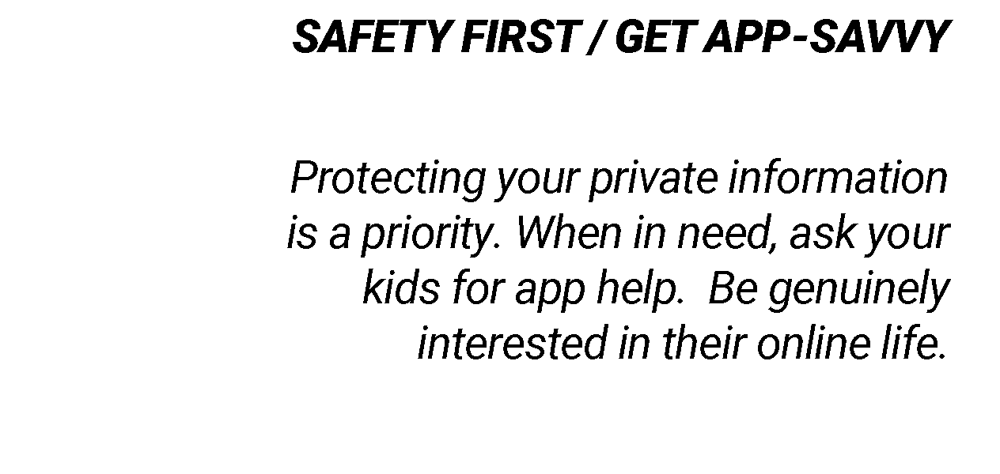 SAFETY FIRST / GET APP-SAVVY
Protecting your private information
is a priority. When in need, ask your
kids for app help.  Be genuinely
interested in their online life.